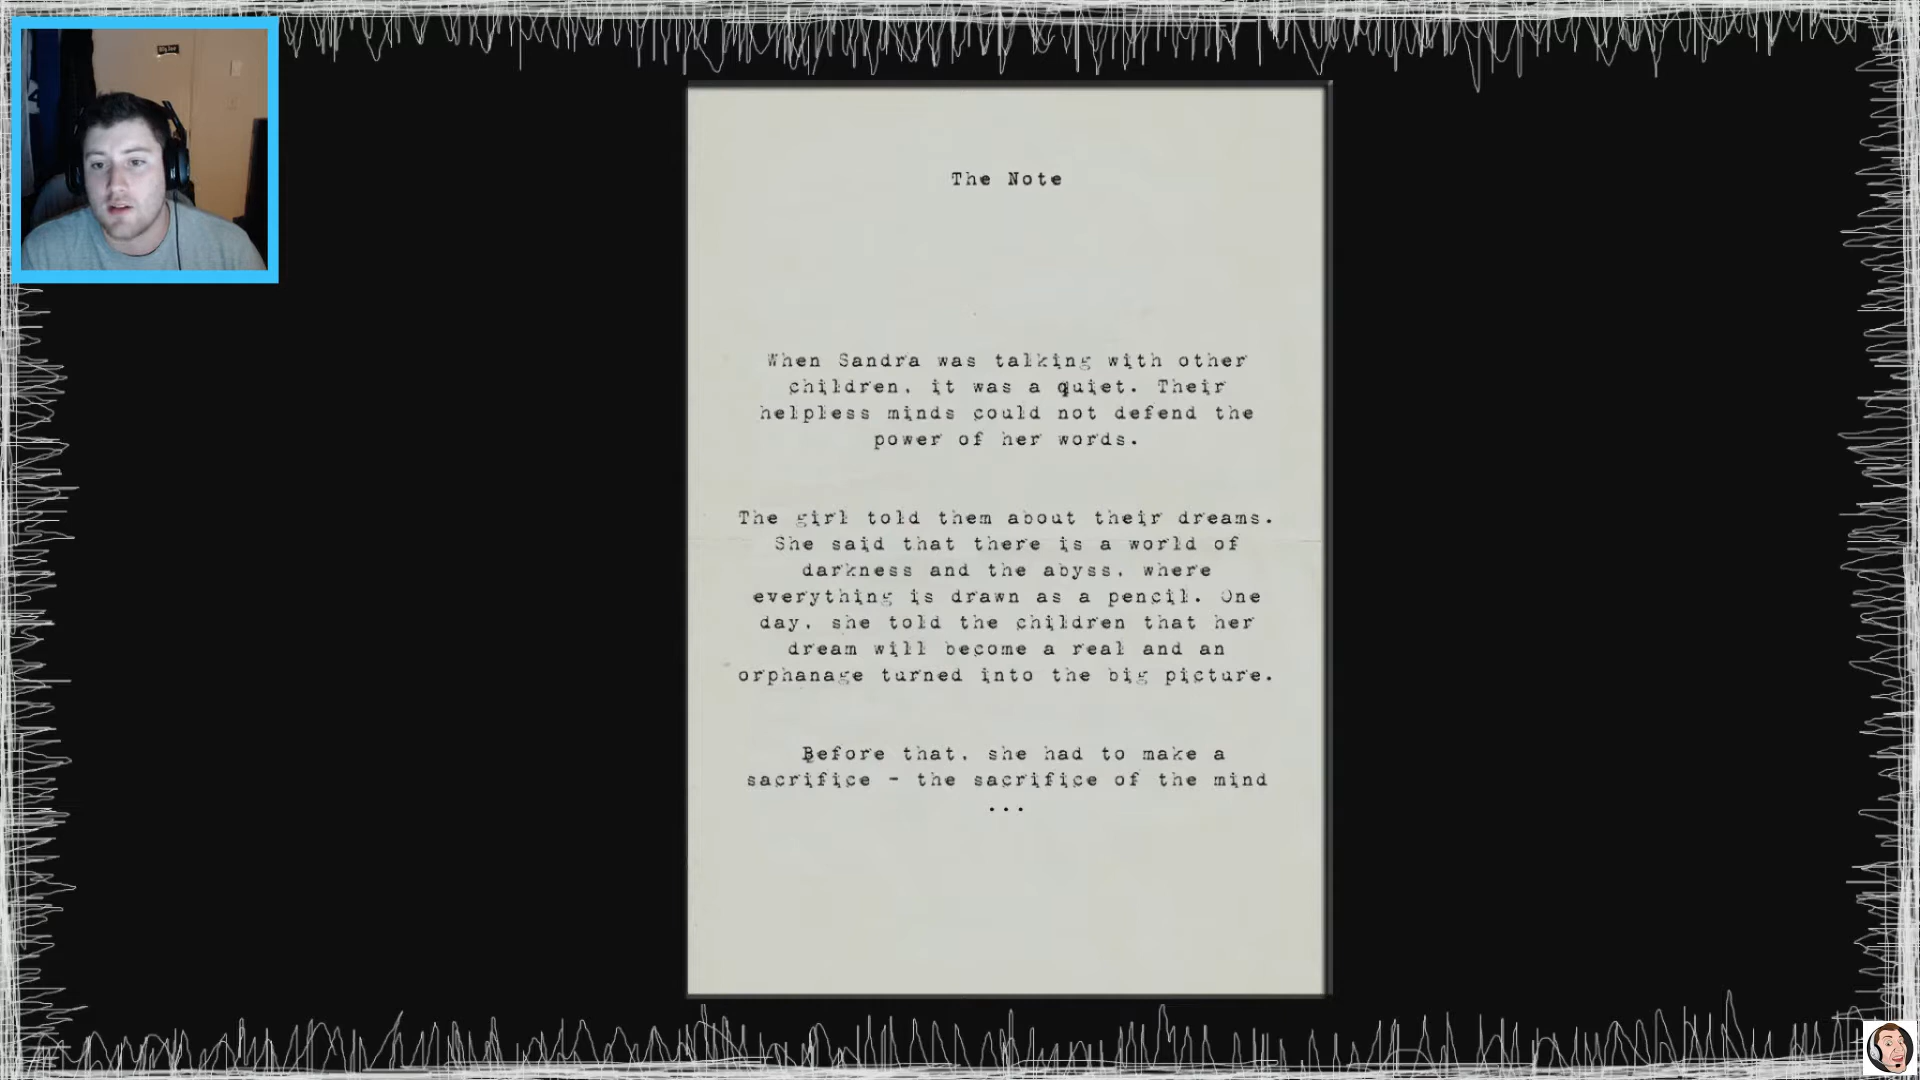 The Note
When Sandra was talking with other
children, it was a quiet. Their
helpless minds could not defend the
power of her words.
The girl told them about their dreams.
She said that there is a world of
darkness and the abyss, where
everything is drawn as a pencil. One
day, she told the children that her
dream will become a real and an
orphanage turned into the big picture.
Before that, she had to make a
sacrifice - the sacrifice of the mind
...